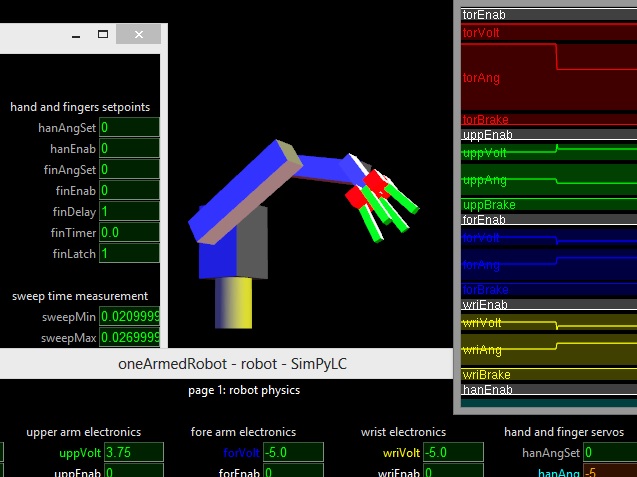 hand and fingers setpoints
hanAngSet 0
hanEnab 0
finAngSet 0
finEnab 0
finDelay 1
finTimer 0.0
finLatch 1
sweep time measurement
sweepMin 0.0209999
sweepMax 0.0269999
torEnab
torVolt
torAng
torBrake
uppEnab
uppVolt
uppAng
uppBrake
forEnab
forVolt
forAng
forBrake
wriEnab
wriVolt
wriAng
wriBrake
hanEnab
oneArmedRobot - robot - SimPyLC
page 1: robot physics
upper arm electronics
uppVolt 3.75
uppEnab 0
fore arm electronics
forVolt -5.0
forEnab 0
wrist electronics
wriVolt -5.0
wriEnab 0
hand and finger servos
hanAngSet 0
hanAng -5